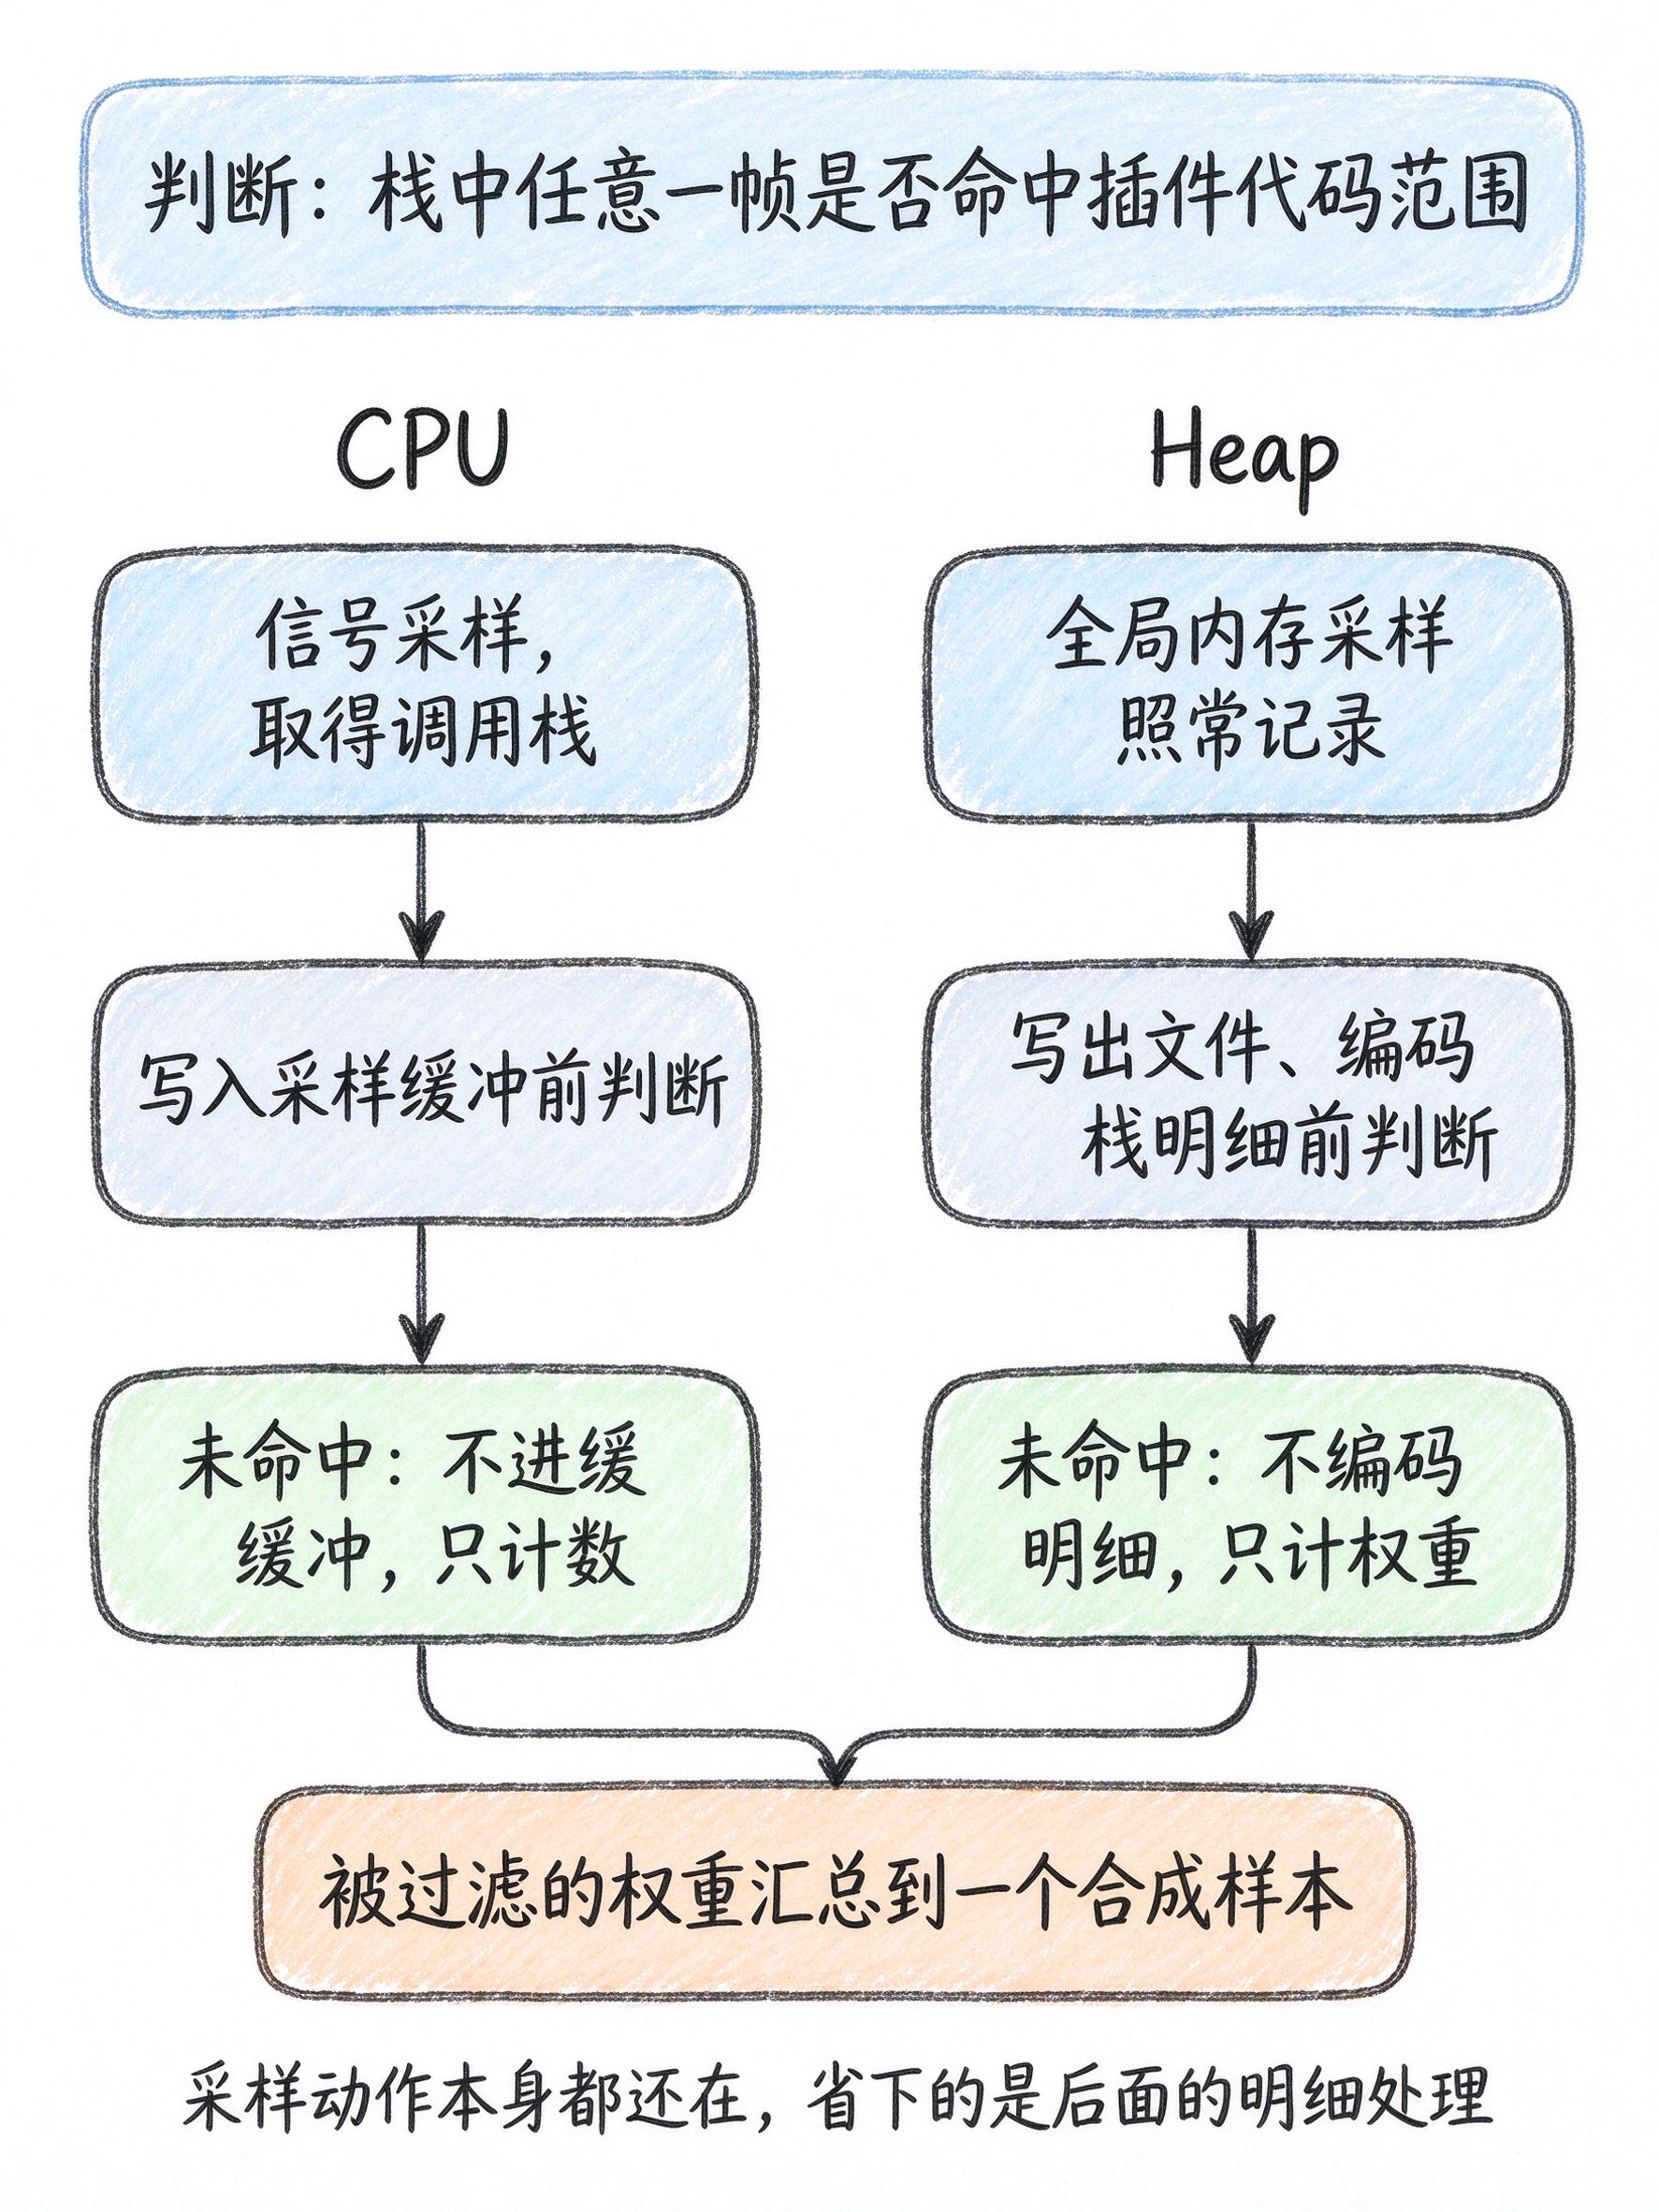 判断：栈中任意一帧是否命中插件代码范围
CPU
Heap
信号采样，
取得调用栈
全局内存采样
照常记录
写入采样缓冲前判断
写出文件、编码
栈明细前判断
未命中：不进缓
缓冲，只计数
未命中：不编码
明细，只计权重
被过滤的权重汇总到一个合成样本
采样动作本身都还在，省下的是后面的明细处理